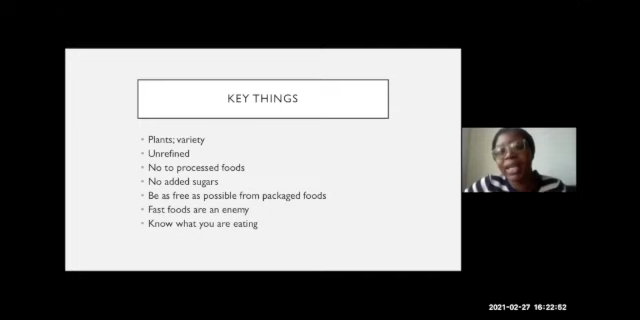 KEY THINGS
• Plants; variety
• Unrefined
• No to processed foods
• No added sugars
• Be as free as possible from packaged foods
• Fast foods are an enemy
• Know what you are eating
2021-02-27 16:22:52